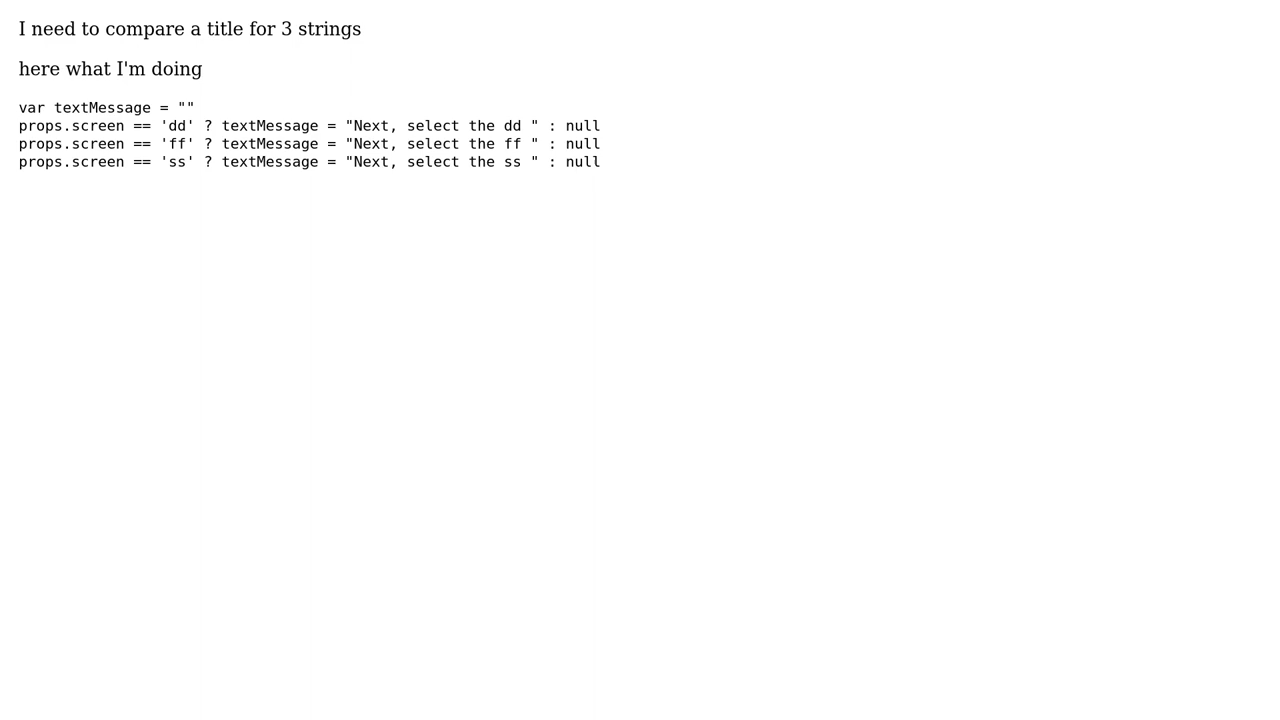 I need to compare a title for 3 strings
here what I'm doing
var textMessage = ""
props.screen == 'dd' ? textMessage = "Next, select the dd " : null
props.screen == 'ff' ? textMessage = "Next, select the ff " : null
props.screen == 'ss' ? textMessage = "Next, select the ss " : null